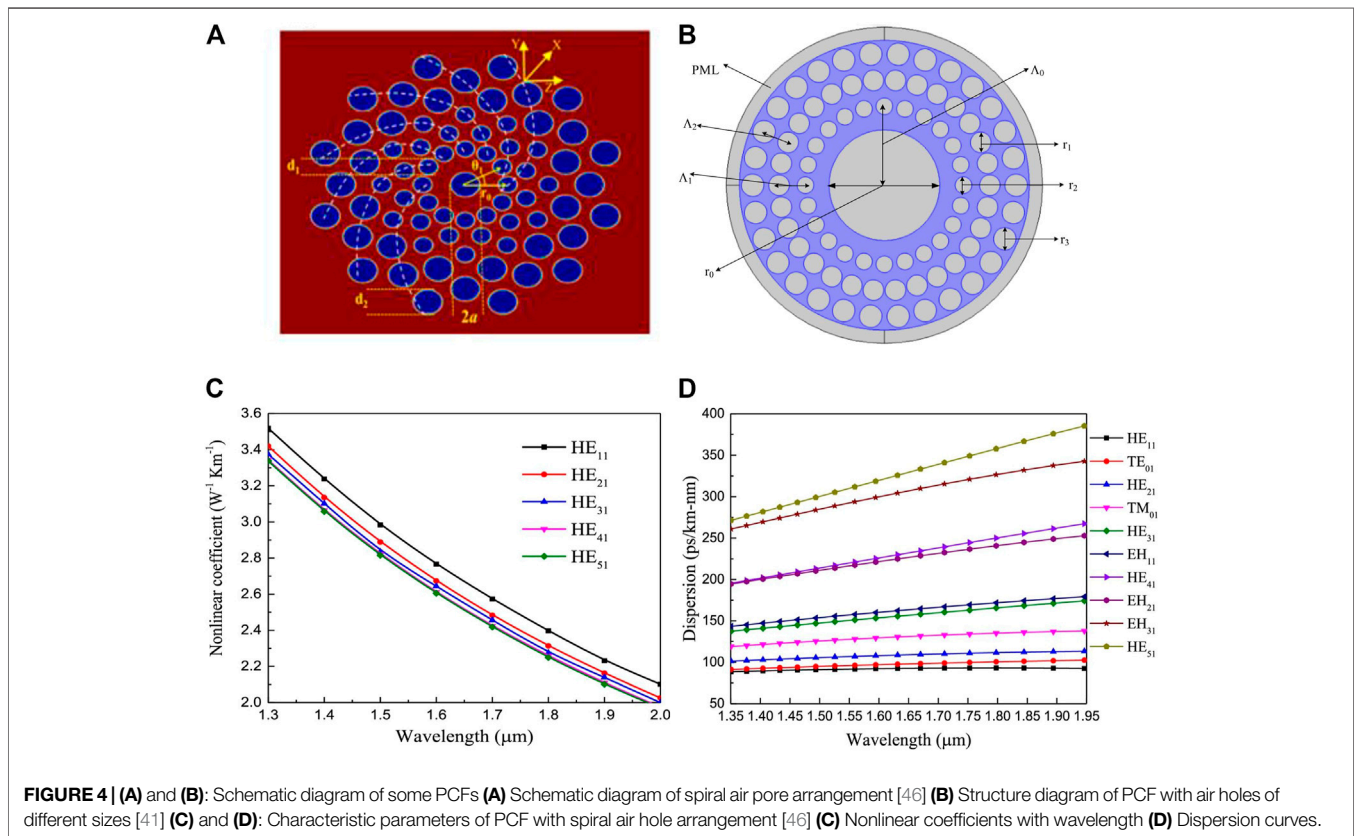 A
Y
X
Z
d₁
θ₁
r₀
d₂
2a
B
PML
Λ₀
Λ₂
r₁
Λ₁
r₂
r₃
r₀
C
Nonlinear coefficient (W⁻¹ Km⁻¹)
3.6
3.4
3.2
3.0
2.8
2.6
2.4
2.2
2.0
HE₁₁
HE₂₁
HE₃₁
HE₄₁
HE₅₁
1.3 1.4 1.5 1.6 1.7 1.8 1.9 2.0
Wavelength (μm)
D
Dispersion (ps/km-nm)
400
350
300
250
200
150
100
50
HE₁₁
TE₀₁
HE₂₁
TM₀₁
HE₃₁
EH₁₁
HE₄₁
EH₂₁
EH₃₁
HE₅₁
1.35 1.40 1.45 1.50 1.55 1.60 1.65 1.70 1.75 1.80 1.85 1.90 1.95
Wavelength (μm)
FIGURE 4 | (A) and (B): Schematic diagram of some PCFs (A) Schematic diagram of spiral air pore arrangement [46] (B) Structure diagram of PCF with air holes of
different sizes [41] (C) and (D): Characteristic parameters of PCF with spiral air hole arrangement [46] (C) Nonlinear coefficients with wavelength (D) Dispersion curves.